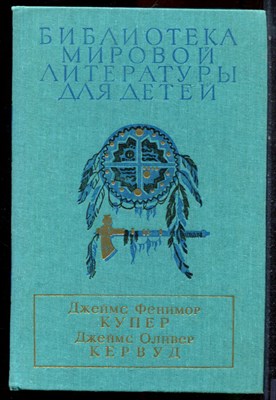 БИБЛИОТЕКА
МИРОВОЙ
ЛИТЕРАТУРЫ
ДЛЯ ДЕТЕЙ
Джеймс Фенимор
КУПЕР
Джеймс Оливер
КЕРВУД